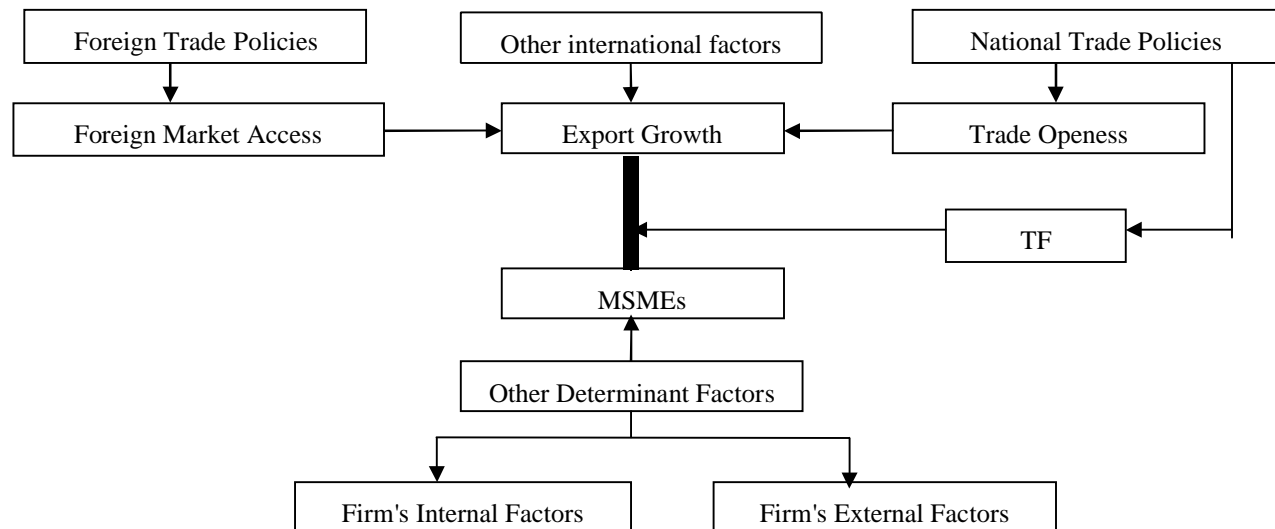 Foreign Trade Policies
Other international factors
National Trade Policies
Foreign Market Access
Export Growth
Trade Openess
TF
MSMEs
Other Determinant Factors
Firm's Internal Factors
Firm's External Factors